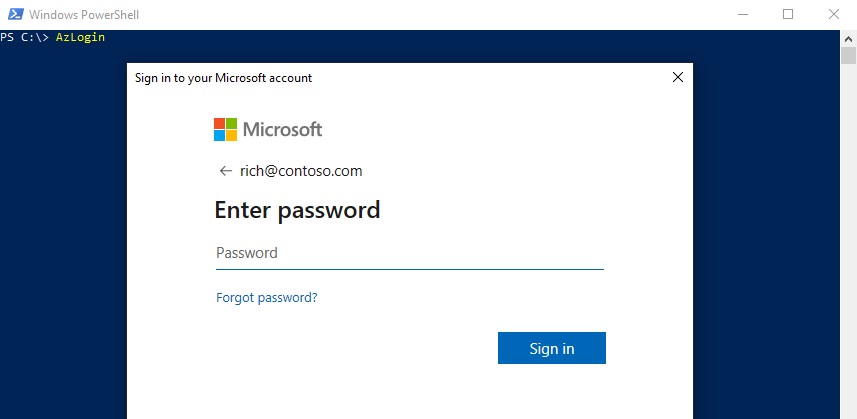 Windows PowerShell
PS C:\> AzLogin
Sign in to your Microsoft account
Microsoft
rich@contoso.com
Enter password
Password
Forgot password?
Sign in